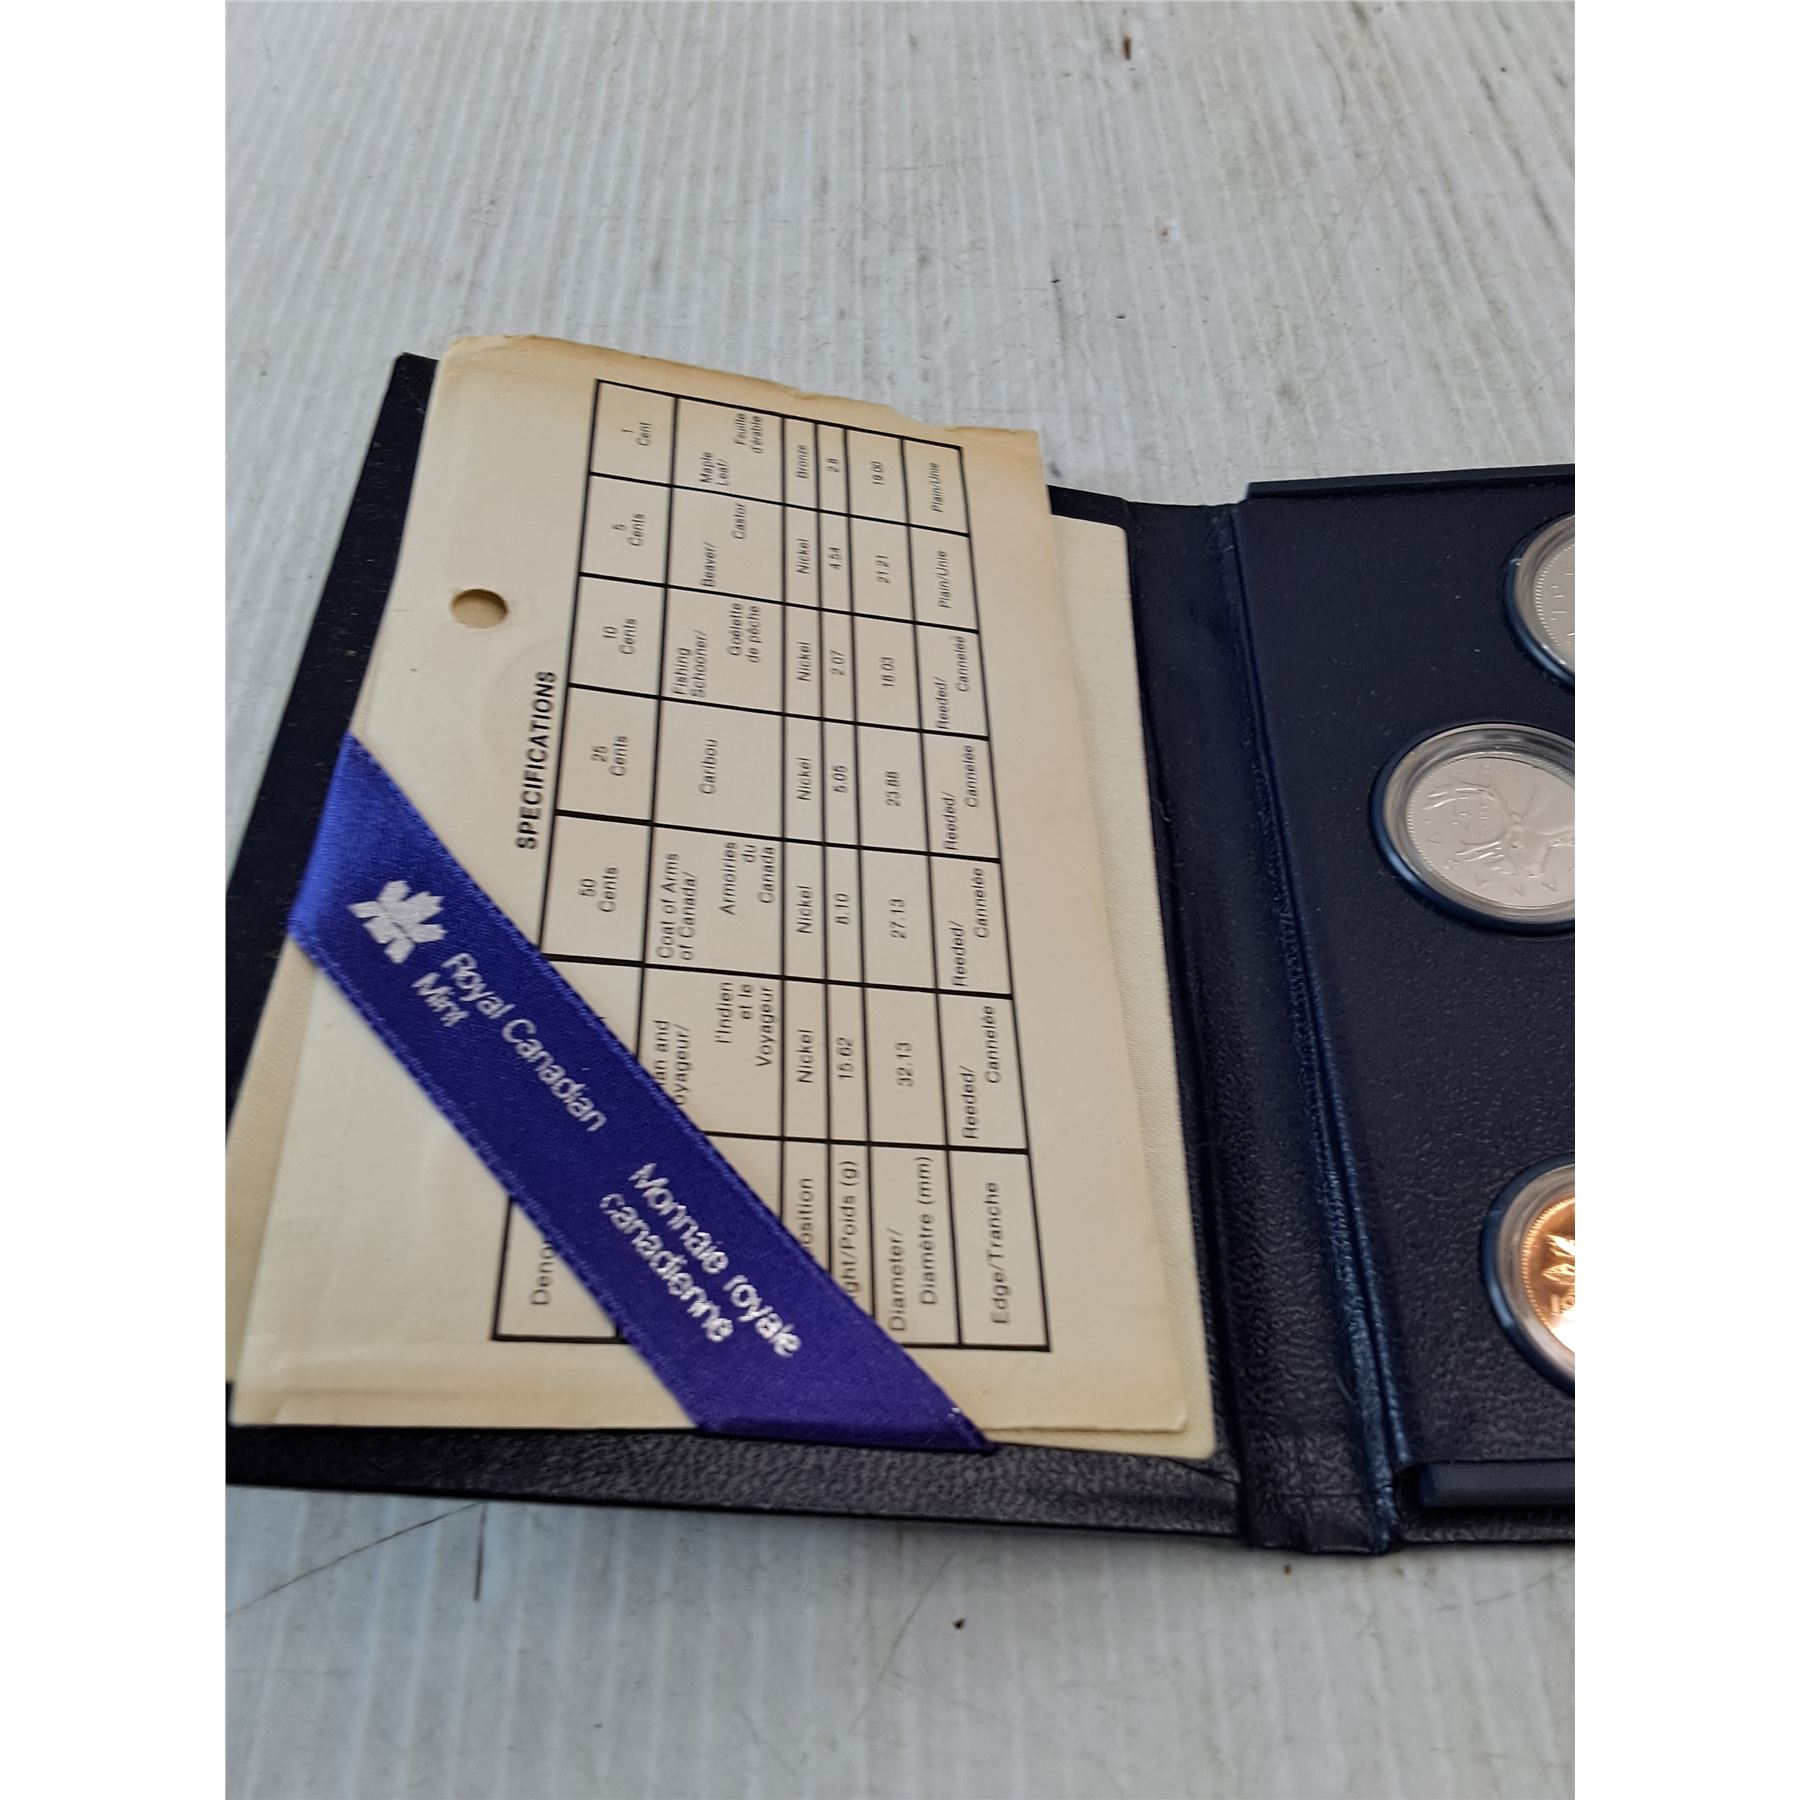 SPECIFICATIONS
50 Cents
25 Cents
10 Cents
5 Cents
1 Cent
Coat of Arms of Canada/ Armoiries du Canada
Caribou
Fishing Schooner/ Goélette de pêche
Beaver/ Castor
Maple Leaf/ Feuille d'érable
l'Indien et le Voyageur
Nickel
Nickel
Nickel
Nickel
Nickel
Bronze
15.62
8.10
5.05
2.07
4.54
2.8
Diameter/ Diamètre (mm)
32.13
27.13
23.88
18.03
21.21
19.00
Edge/Tranche
Reeded/ Cannelée
Reeded/ Cannelée
Reeded/ Cannelée
Reeded/ Cannelée
Plain/Unie
Plain/Unie
Royal Canadian
Mint
Monnaie royale
canadienne